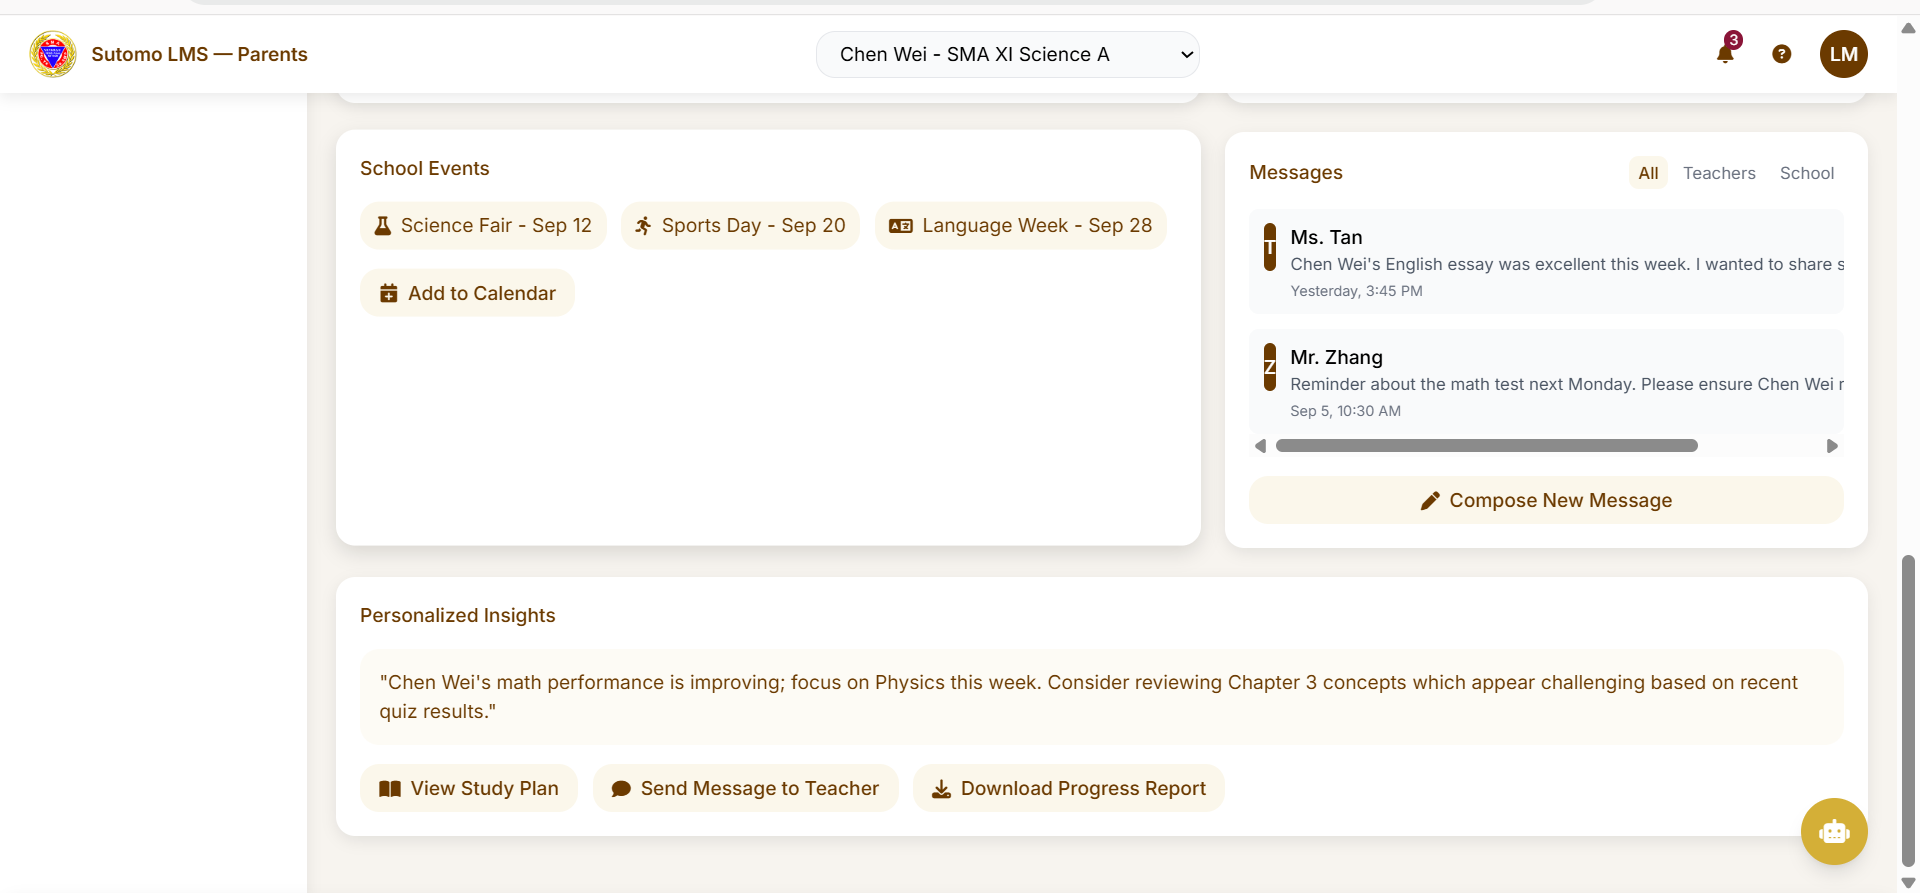 Sutomo LMS — Parents
Chen Wei - SMA XI Science A
3
?
LM
School Events
Science Fair - Sep 12
Sports Day - Sep 20
Language Week - Sep 28
Add to Calendar
Messages
All
Teachers
School
T
Ms. Tan
Chen Wei's English essay was excellent this week. I wanted to share s
Yesterday, 3:45 PM
Z
Mr. Zhang
Reminder about the math test next Monday. Please ensure Chen Wei r
Sep 5, 10:30 AM
Compose New Message
Personalized Insights
"Chen Wei's math performance is improving; focus on Physics this week. Consider reviewing Chapter 3 concepts which appear challenging based on recent
quiz results."
View Study Plan
Send Message to Teacher
Download Progress Report